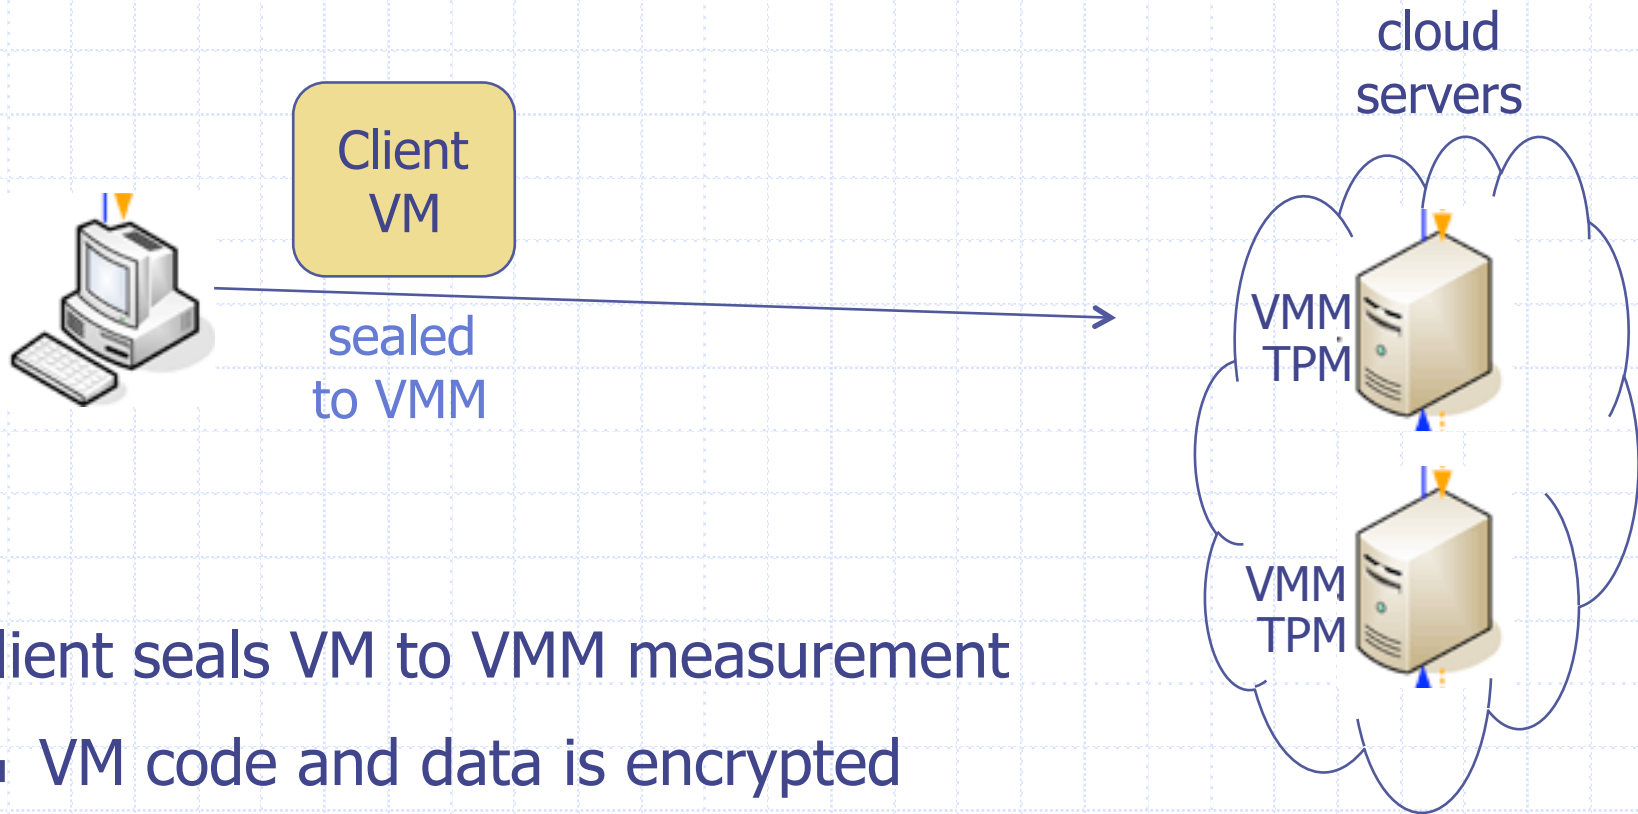 cloud
servers
Client
VM
sealed
to VMM
VMM
TPM
VMM
TPM
lient seals VM to VMM measurement
VM code and data is encrypted